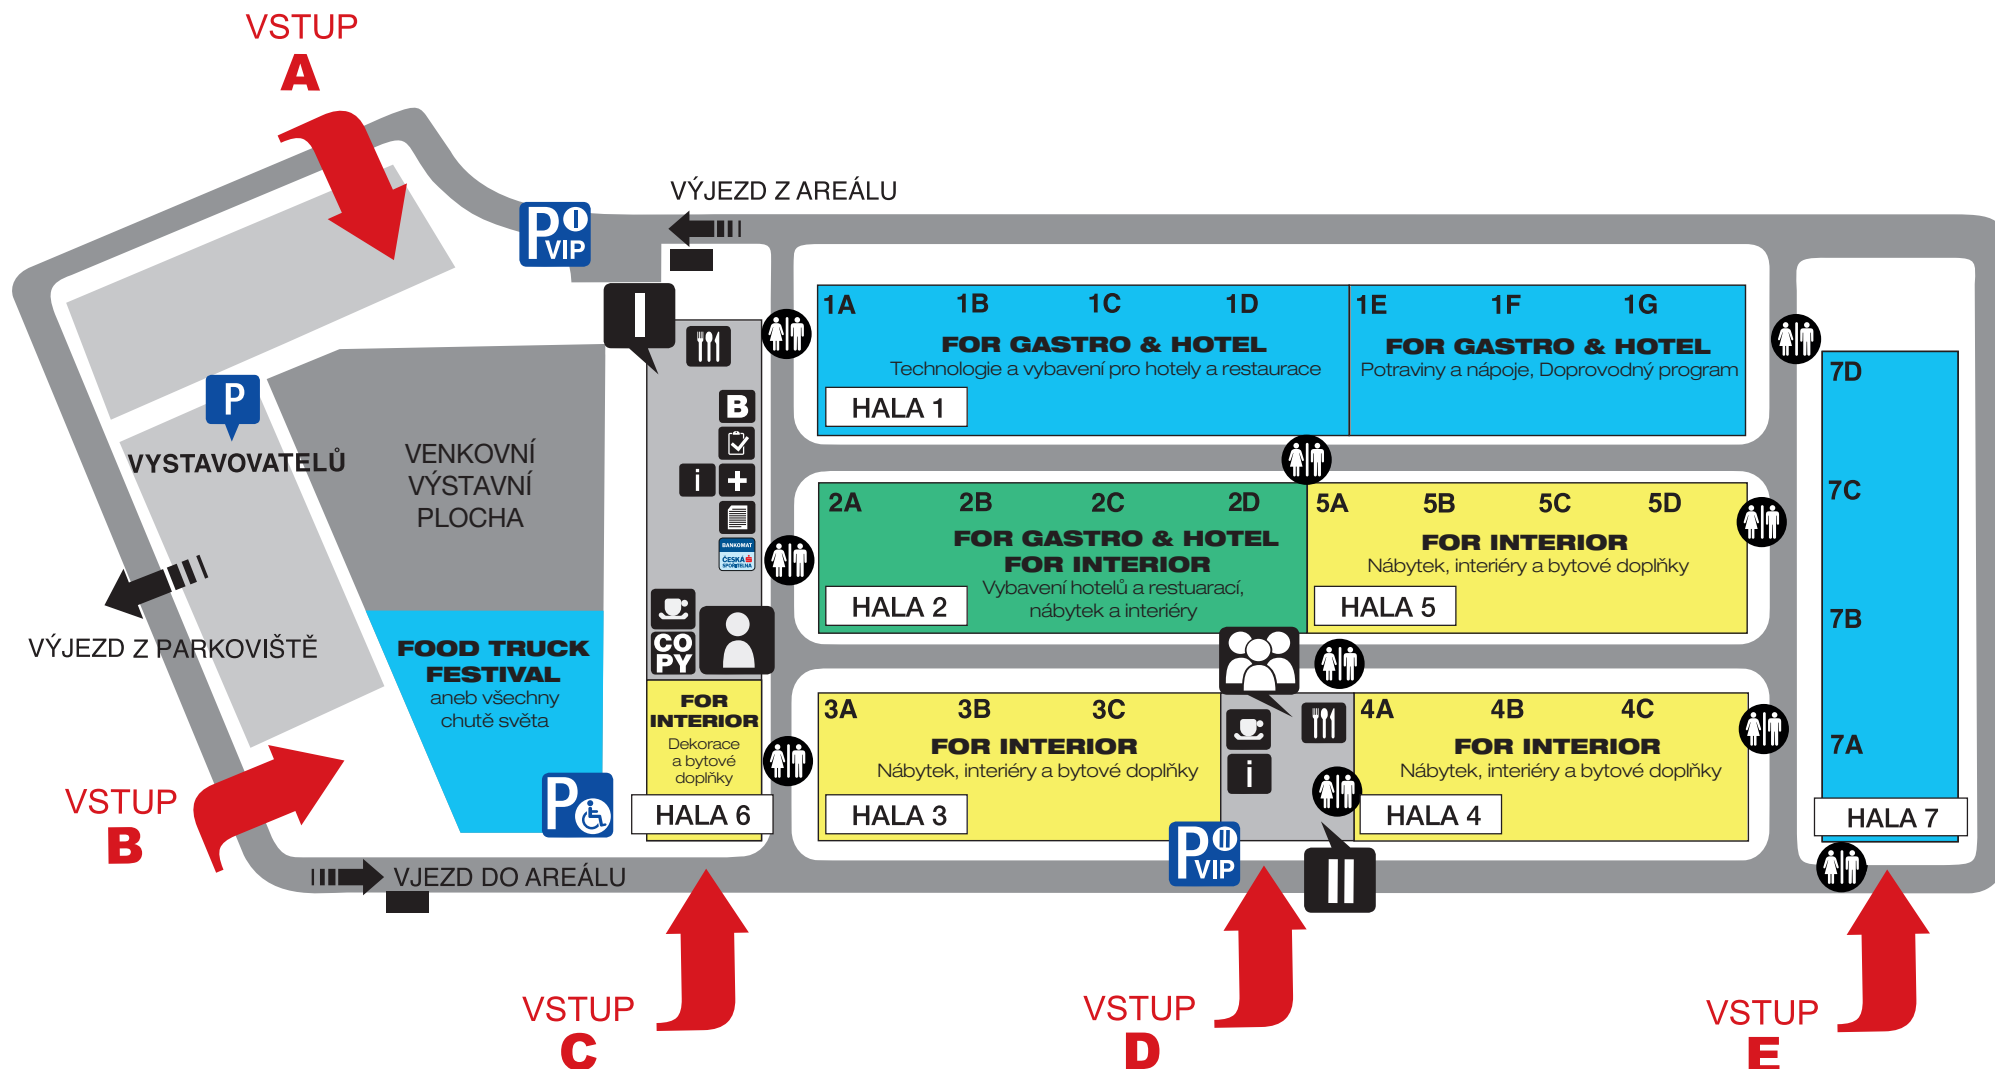 VSTUP
A
VÝJEZD Z AREÁLU
P I
VIP
I
1A
1B
1C
1D
FOR GASTRO & HOTEL
Technologie a vybavení pro hotely a restaurace
HALA 1
1E
1F
1G
FOR GASTRO & HOTEL
Potraviny a nápoje, Doprovodný program
P
VYSTAVOVATELŮ
VENKOVNÍ
VÝSTAVNÍ
PLOCHA
B
i
BANKOMAT
ČESKÁ
SPOŘITELNA
CO
PY
2A
2B
2C
2D
FOR GASTRO & HOTEL
FOR INTERIOR
Vybavení hotelů a restuarací,
nábytek a interiéry
HALA 2
5A
5B
5C
5D
FOR INTERIOR
Nábytek, interiéry a bytové doplňky
HALA 5
7D
7C
7B
7A
HALA 7
VÝJEZD Z PARKOVIŠTĚ
FOOD TRUCK
FESTIVAL
aneb všechny
chutě světa
P
FOR
INTERIOR
Dekorace
a bytové
doplňky
HALA 6
3A
3B
3C
FOR INTERIOR
Nábytek, interiéry a bytové doplňky
HALA 3
i
4A
4B
4C
FOR INTERIOR
Nábytek, interiéry a bytové doplňky
HALA 4
P II
VIP
II
VSTUP
B
VJEZD DO AREÁLU
VSTUP
C
VSTUP
D
VSTUP
E